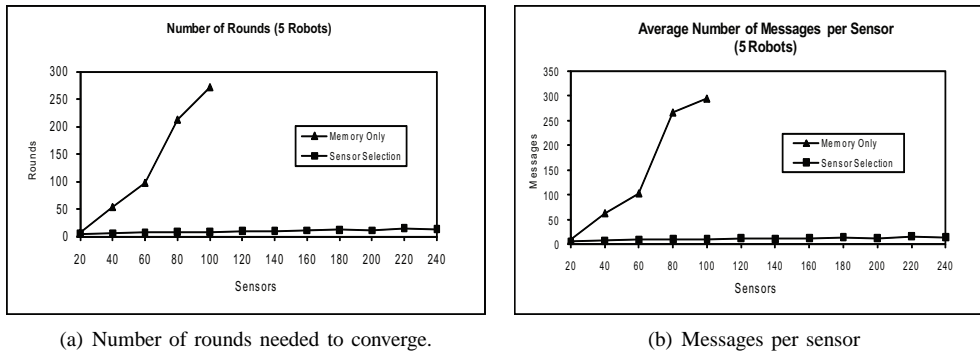 Number of Rounds (5 Robots)
300
250
200
150
100
50
0
Rounds
20 40 60 80 100 120 140 160 180 200 220 240
Sensors
Memory Only
Sensor Selection
(a) Number of rounds needed to converge.
Average Number of Messages per Sensor
(5 Robots)
350
300
250
200
150
100
50
0
Messages
20 40 60 80 100 120 140 160 180 200 220 240
Sensors
Memory Only
Sensor Selection
(b) Messages per sensor